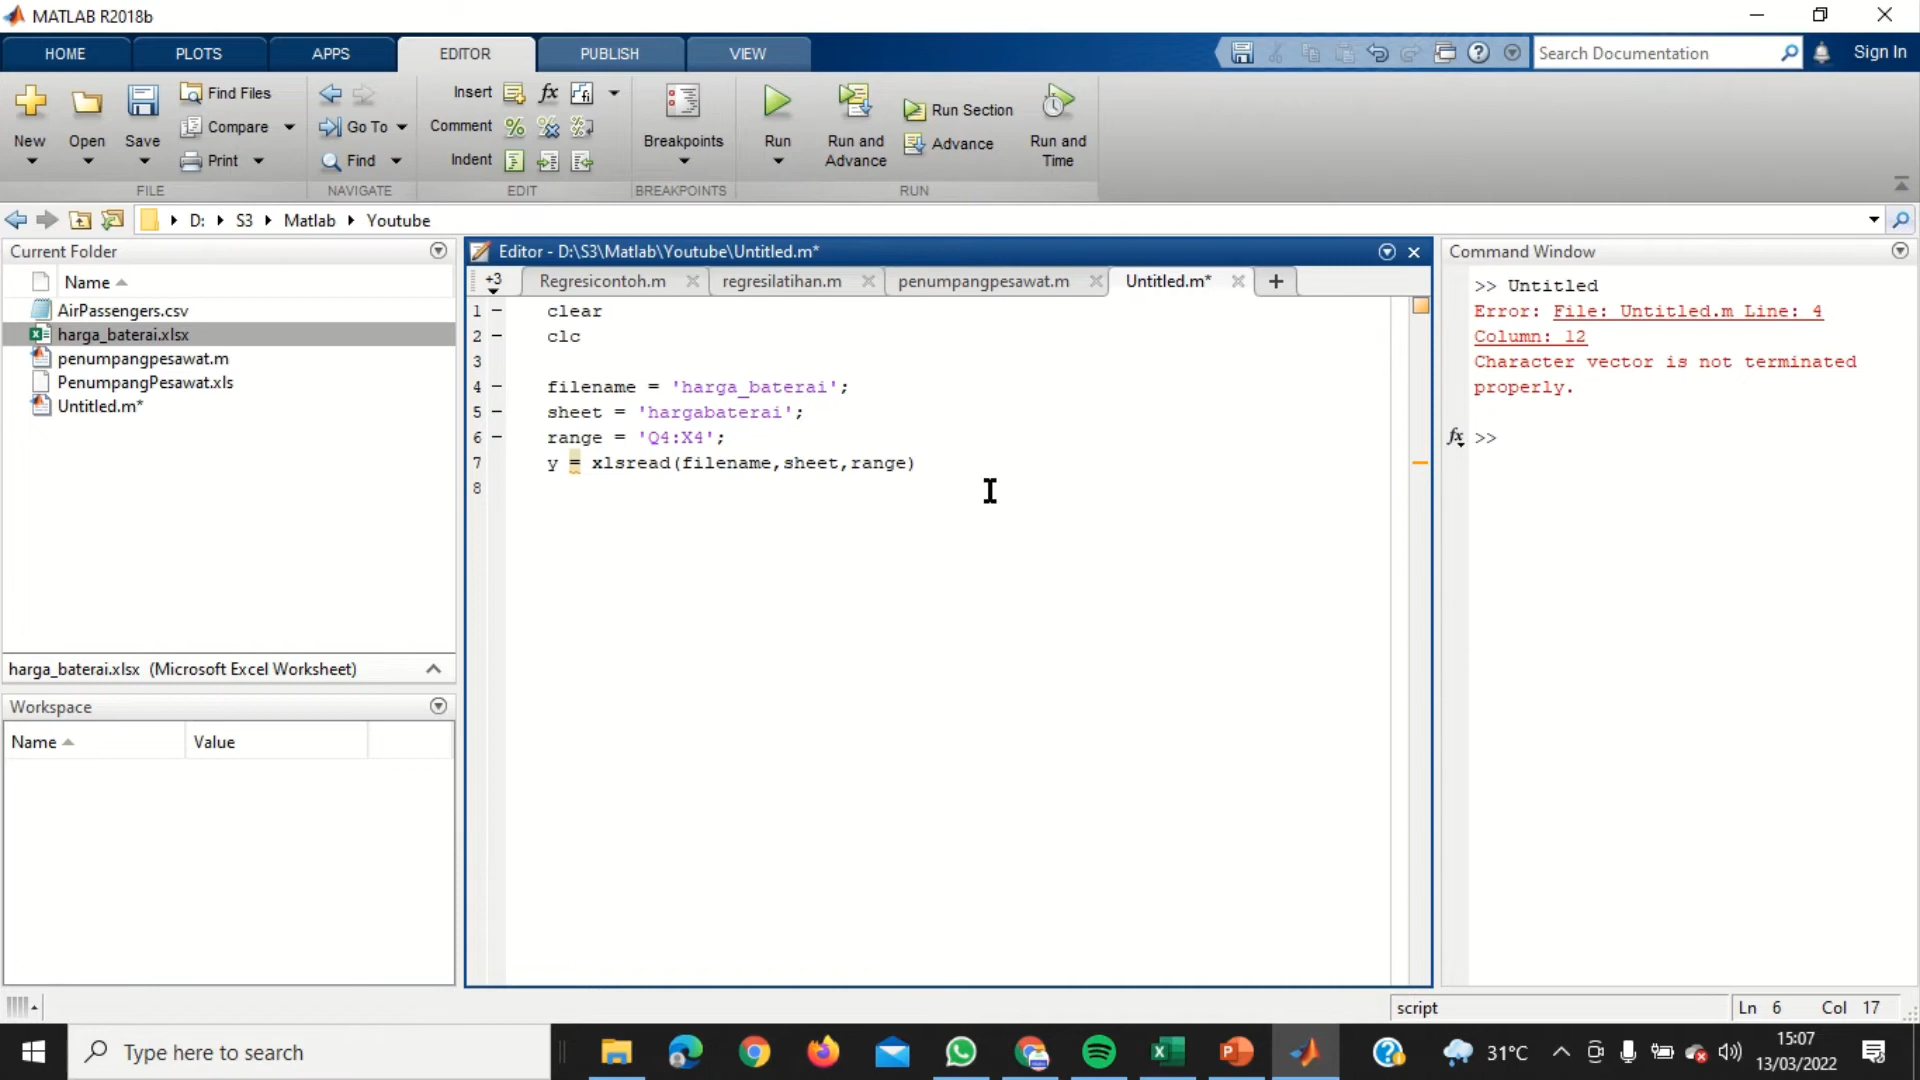 MATLAB R2018b
HOME PLOTS APPS EDITOR PUBLISH VIEW Search Documentation Sign In
New Open Save Find Files Compare Print
FILE
Go To Find
NAVIGATE
Insert fx
Comment
Indent
EDIT
Breakpoints
BREAKPOINTS
Run Run and Advance Run Section Advance Run and Time
RUN
D: S3 Matlab Youtube
Current Folder
Name
AirPassengers.csv
harga_baterai.xlsx
penumpangpesawat.m
PenumpangPesawat.xls
Untitled.m*
harga_baterai.xlsx (Microsoft Excel Worksheet)
Workspace
Name Value
Editor - D:\S3\Matlab\Youtube\Untitled.m*
+3 Regresicontoh.m regresilatihan.m penumpangpesawat.m Untitled.m* +
1 clear
2 clc
3
4 filename = 'harga_baterai';
5 sheet = 'hargabaterai';
6 range = 'Q4:X4';
7 y = xlsread(filename,sheet,range)
8
Command Window
>> Untitled
Error: File: Untitled.m Line: 4
Column: 12
Character vector is not terminated
properly.
fx >>
script Ln 6 Col 17
Type here to search
31°C
15:07
13/03/2022